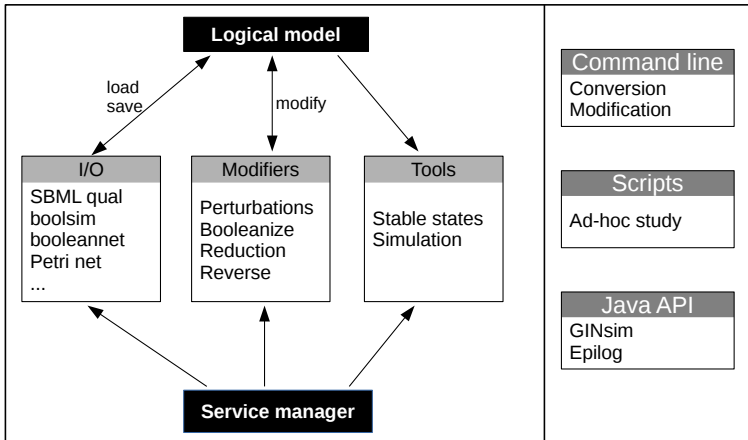 Logical model
load
save
modify
I/O
SBML qual
boolsim
booleannet
Petri net
...
Modifiers
Perturbations
Booleanize
Reduction
Reverse
Tools
Stable states
Simulation
Service manager
Command line
Conversion
Modification
Scripts
Ad-hoc study
Java API
GINsim
Epilog